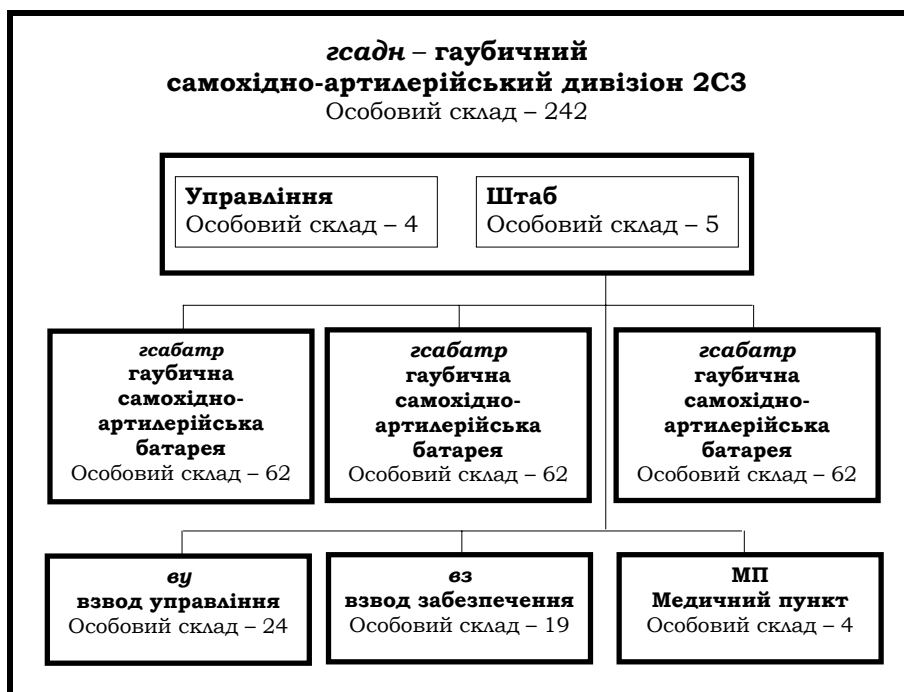 гсадн – гаубичний
самохідно-артилерійський дивізіон 2С3
Особовий склад – 242
Управління
Особовий склад – 4
Штаб
Особовий склад – 5
гсабатр
гаубична
самохідно-
артилерійська
батарея
Особовий склад – 62
гсабатр
гаубична
самохідно-
артилерійська
батарея
Особовий склад – 62
гсабатр
гаубична
самохідно-
артилерійська
батарея
Особовий склад – 62
ву
взвод управління
Особовий склад – 24
вз
взвод забезпечення
Особовий склад – 19
МП
Медичний пункт
Особовий склад – 4